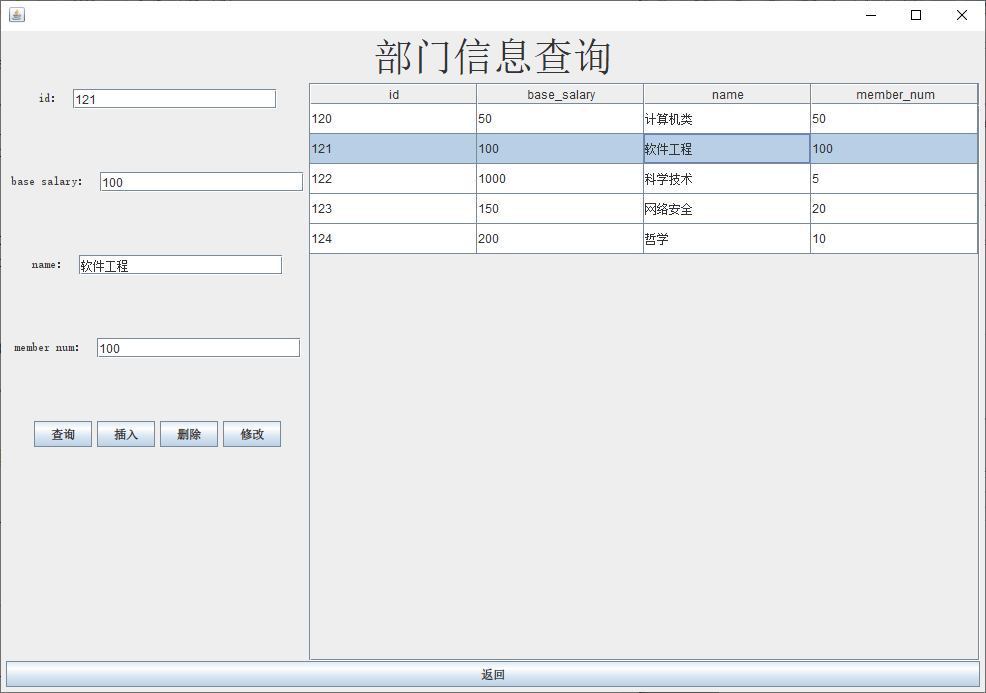 部门信息查询
id: 121
base salary: 100
name: 软件工程
member num: 100
查询 插入 删除 修改
id base_salary name member_num
120 50 计算机类 50
121 100 软件工程 100
122 1000 科学技术 5
123 150 网络安全 20
124 200 哲学 10
返回